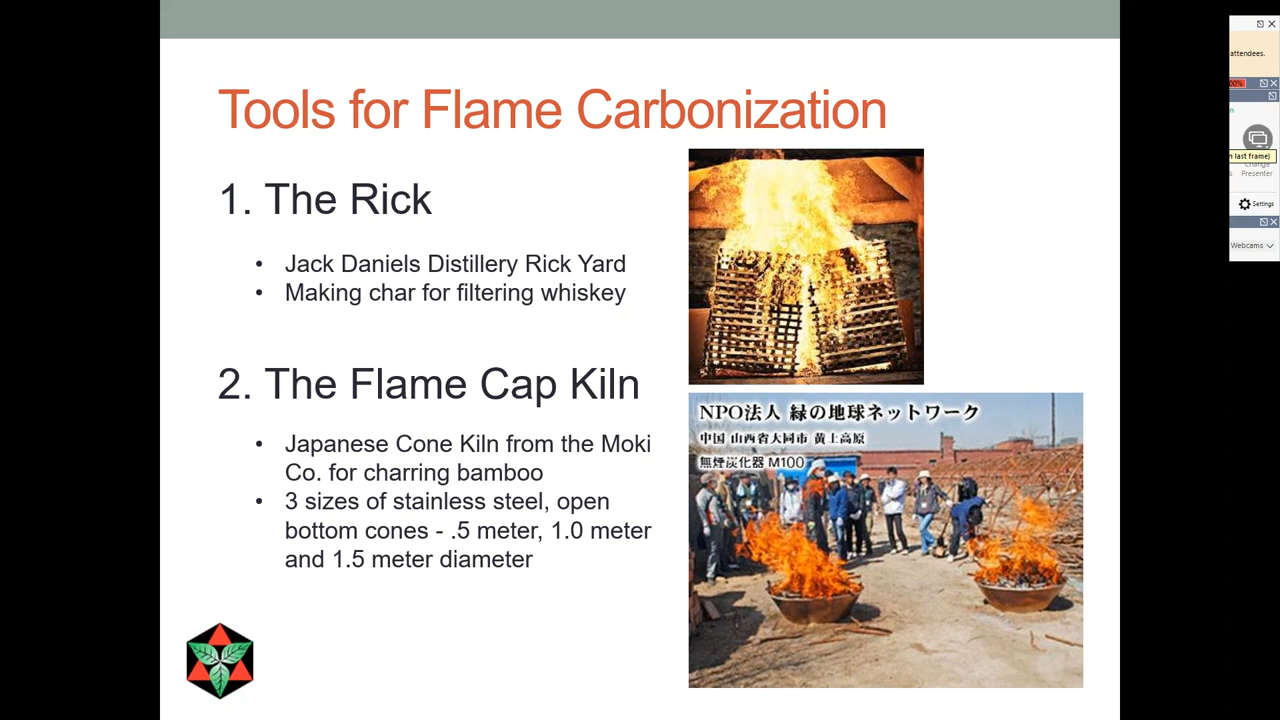 Tools for Flame Carbonization
1. The Rick
• Jack Daniels Distillery Rick Yard
• Making char for filtering whiskey
2. The Flame Cap Kiln
• Japanese Cone Kiln from the Moki
Co. for charring bamboo
• 3 sizes of stainless steel, open
bottom cones - .5 meter, 1.0 meter
and 1.5 meter diameter
NPO法人 緑の地球ネットワーク
中国 山西省大同市 黄土高原
無煙炭化器 M100
attendees.
00%
n last frame)
Change
Presenter
Settings
Webcams